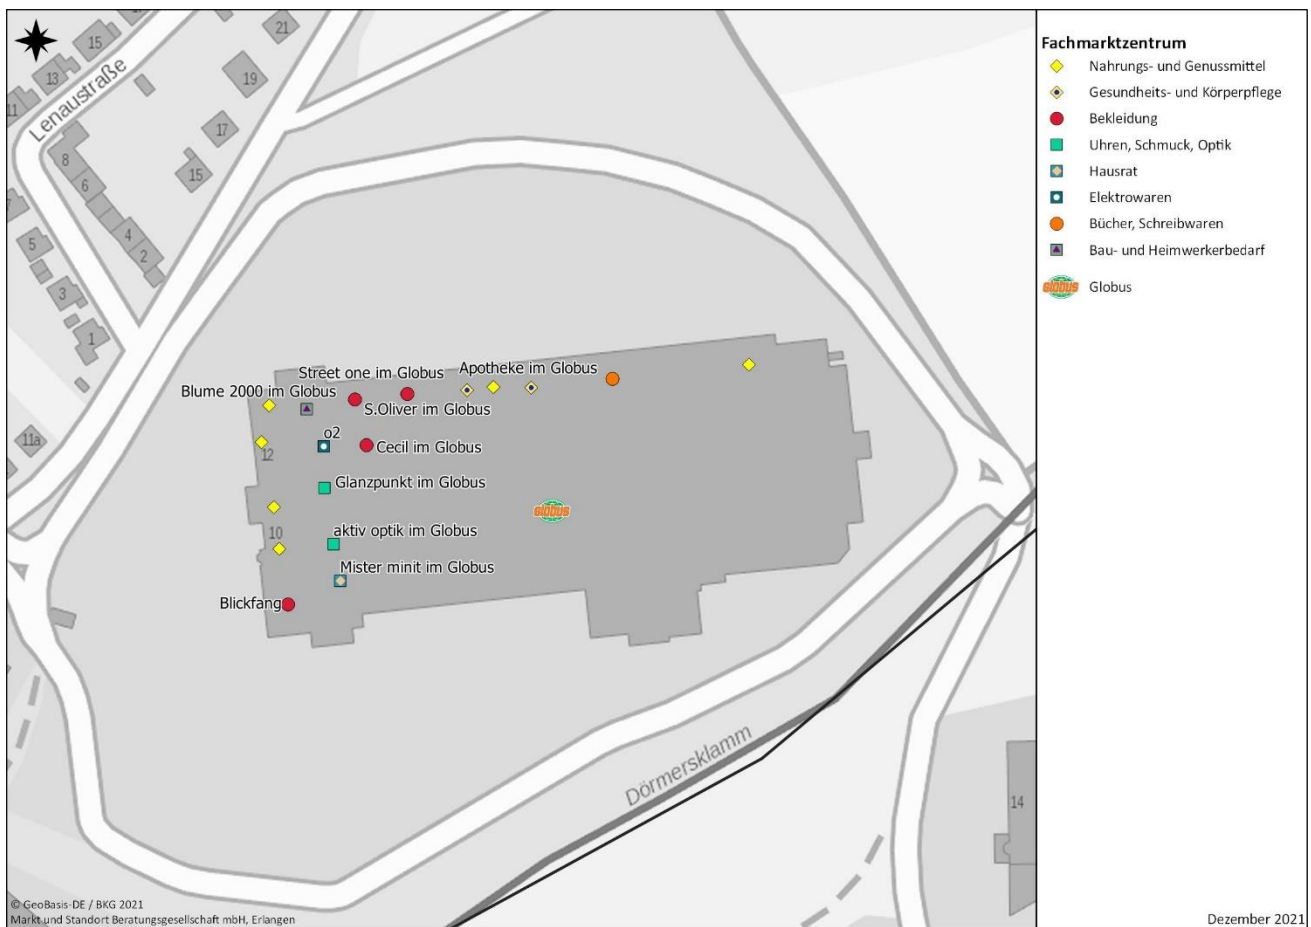 21
15
13
11
Lenaustraße
19
17
15
8
6
4
2
5
3
1
11a
Street one im Globus
Apotheke im Globus
Blume 2000 im Globus
S.Oliver im Globus
o2
Cecil im Globus
12
Glanzpunkt im Globus
GLOBUS
10
aktiv optik im Globus
Mister minit im Globus
Blickfang
Dörmersklamm
14
© GeoBasis-DE / BKG 2021
Markt und Standort Beratungsgesellschaft mbH, Erlangen
Fachmarktzentrum
Nahrungs- und Genussmittel
Gesundheits- und Körperpflege
Bekleidung
Uhren, Schmuck, Optik
Hausrat
Elektrowaren
Bücher, Schreibwaren
Bau- und Heimwerkerbedarf
GLOBUS Globus
Dezember 2021